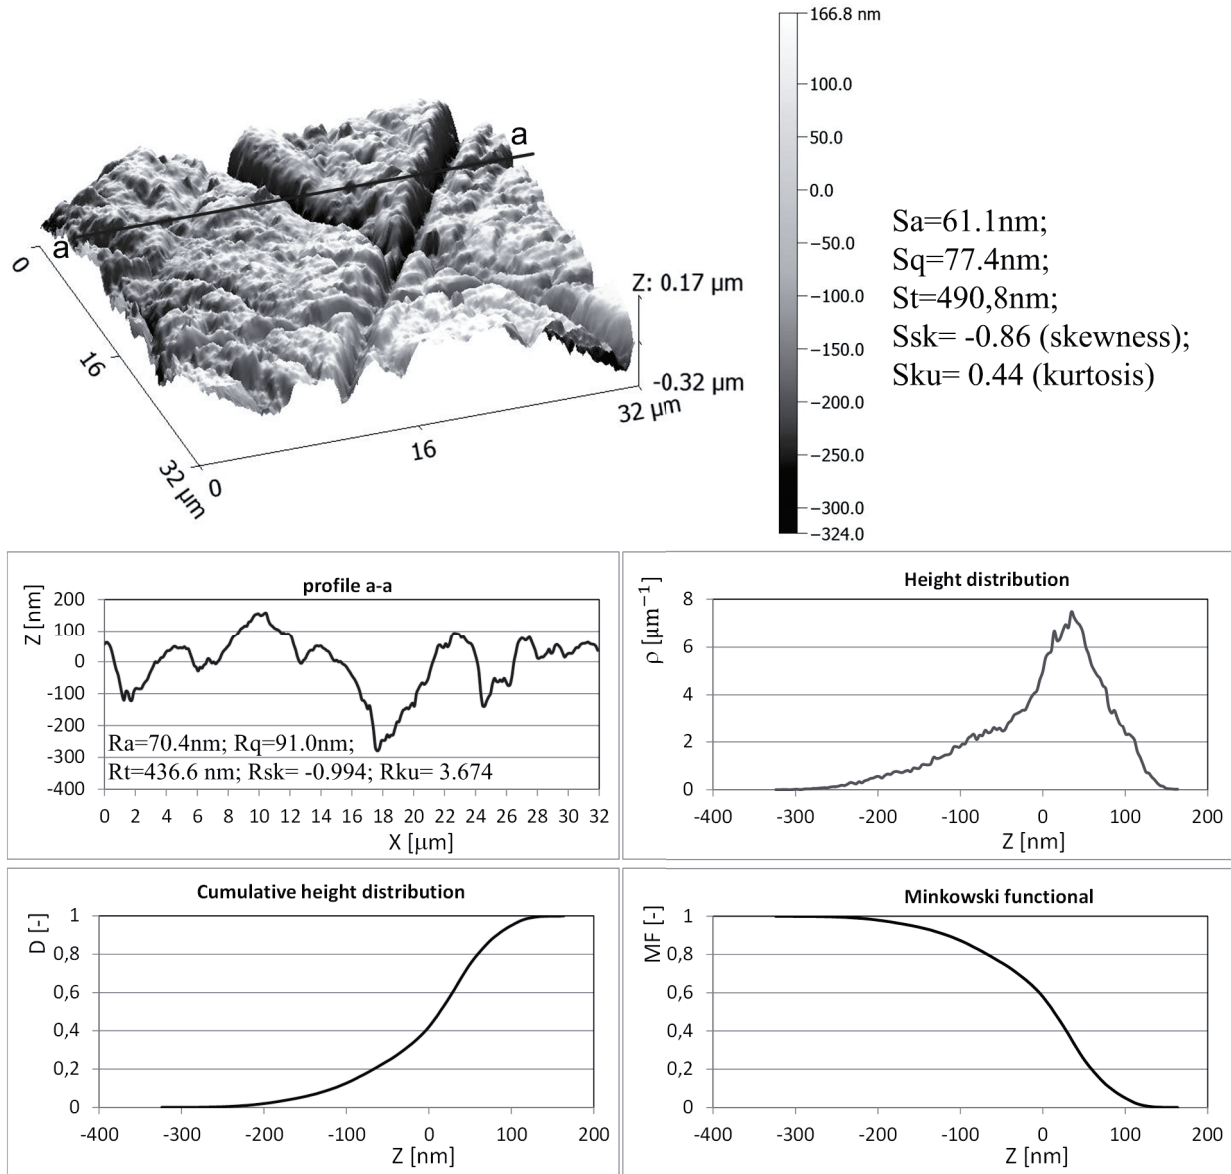 166.8 nm
100.0
50.0
0.0
−50.0
−100.0
−150.0
−200.0
−250.0
−300.0
−324.0
a
a
0
16
32 µm
0
16
32 µm
Z: 0.17 µm
-0.32 µm
Sa=61.1nm;
Sq=77.4nm;
St=490,8nm;
Ssk= -0.86 (skewness);
Sku= 0.44 (kurtosis)
profile a-a
Z [nm]
200
100
0
-100
-200
-300
-400
Ra=70.4nm; Rq=91.0nm;
Rt=436.6 nm; Rsk= -0.994; Rku= 3.674
0 2 4 6 8 10 12 14 16 18 20 22 24 26 28 30 32
X [µm]
Height distribution
ρ [µm⁻¹]
8
6
4
2
0
-400 -300 -200 -100 0 100 200
Z [nm]
Cumulative height distribution
D [-]
1
0,8
0,6
0,4
0,2
0
-400 -300 -200 -100 0 100 200
Z [nm]
Minkowski functional
MF [-]
1
0,8
0,6
0,4
0,2
0
-400 -300 -200 -100 0 100 200
Z [nm]